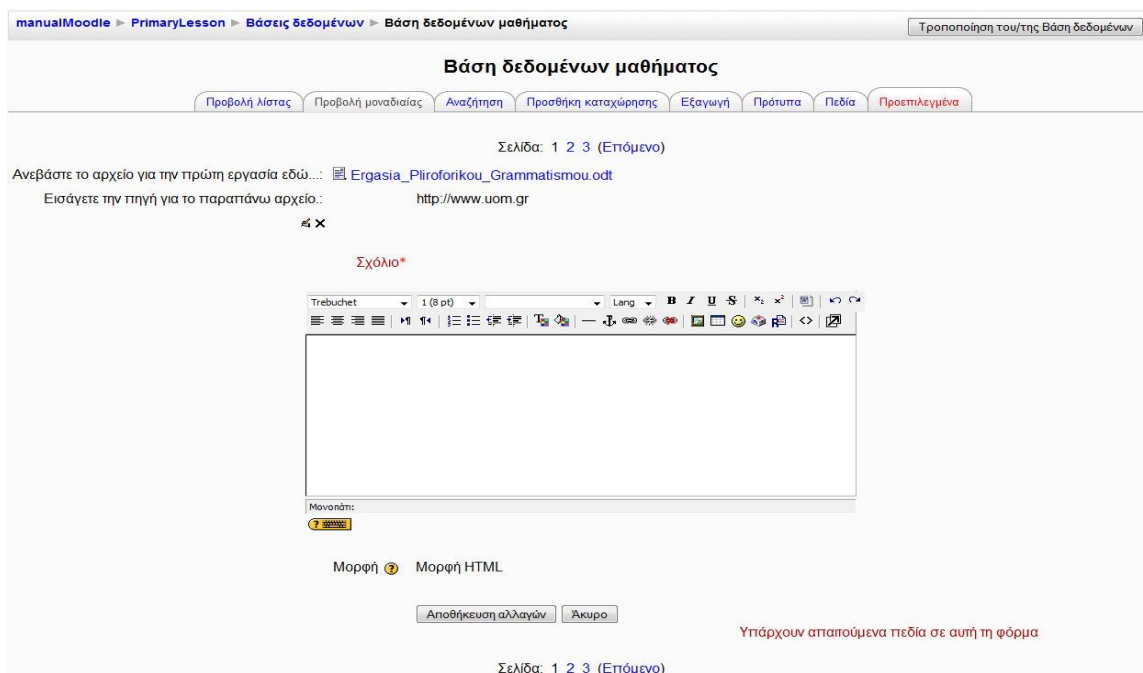 manualMoodle ► PrimaryLesson ► Βάσεις δεδομένων ► Βάση δεδομένων μαθήματος
Τροποποίηση του/της Βάση δεδομένων
Βάση δεδομένων μαθήματος
Προβολή λίστας Προβολή μοναδιαίας Αναζήτηση Προσθήκη καταχώρησης Εξαγωγή Πρότυπα Πεδία Προεπιλεγμένα
Σελίδα: 1 2 3 (Επόμενο)
Ανεβάστε το αρχείο για την πρώτη εργασία εδώ...: Ergasia_Pliroforikou_Grammatismou.odt
Εισάγετε την πηγή για το παραπάνω αρχείο.: http://www.uom.gr
Σχόλιο*
Trebuchet 1 (8 pt) Lang B I U S x₂ x²
Μονοπάτι:
Μορφή Μορφή HTML
Αποθήκευση αλλαγών Άκυρο
Υπάρχουν απαιτούμενα πεδία σε αυτή τη φόρμα
Σελίδα: 1 2 3 (Επόμενο)